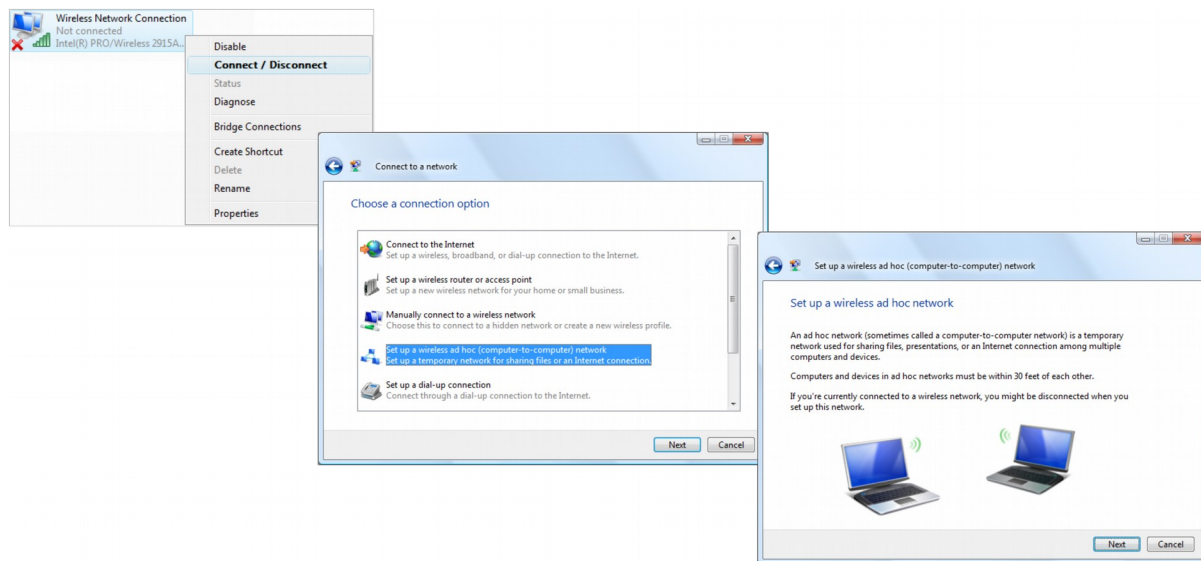 Wireless Network Connection
Not connected
Intel(R) PRO/Wireless 2915A...
Disable
Connect / Disconnect
Status
Diagnose
Bridge Connections
Create Shortcut
Delete
Rename
Properties
Connect to a network
Choose a connection option
Connect to the Internet
Set up a wireless, broadband, or dial-up connection to the Internet.
Set up a wireless router or access point
Set up a new wireless network for your home or small business.
Manually connect to a wireless network
Choose this to connect to a hidden network or create a new wireless profile.
Set up a wireless ad hoc (computer-to-computer) network
Set up a temporary network for sharing files or an Internet connection.
Set up a dial-up connection
Connect through a dial-up connection to the Internet.
Next Cancel
Set up a wireless ad hoc (computer-to-computer) network
Set up a wireless ad hoc network
An ad hoc network (sometimes called a computer-to-computer network) is a temporary
network used for sharing files, presentations, or an Internet connection among multiple
computers and devices.
Computers and devices in ad hoc networks must be within 30 feet of each other.
If you're currently connected to a wireless network, you might be disconnected when you
set up this network.
Next Cancel